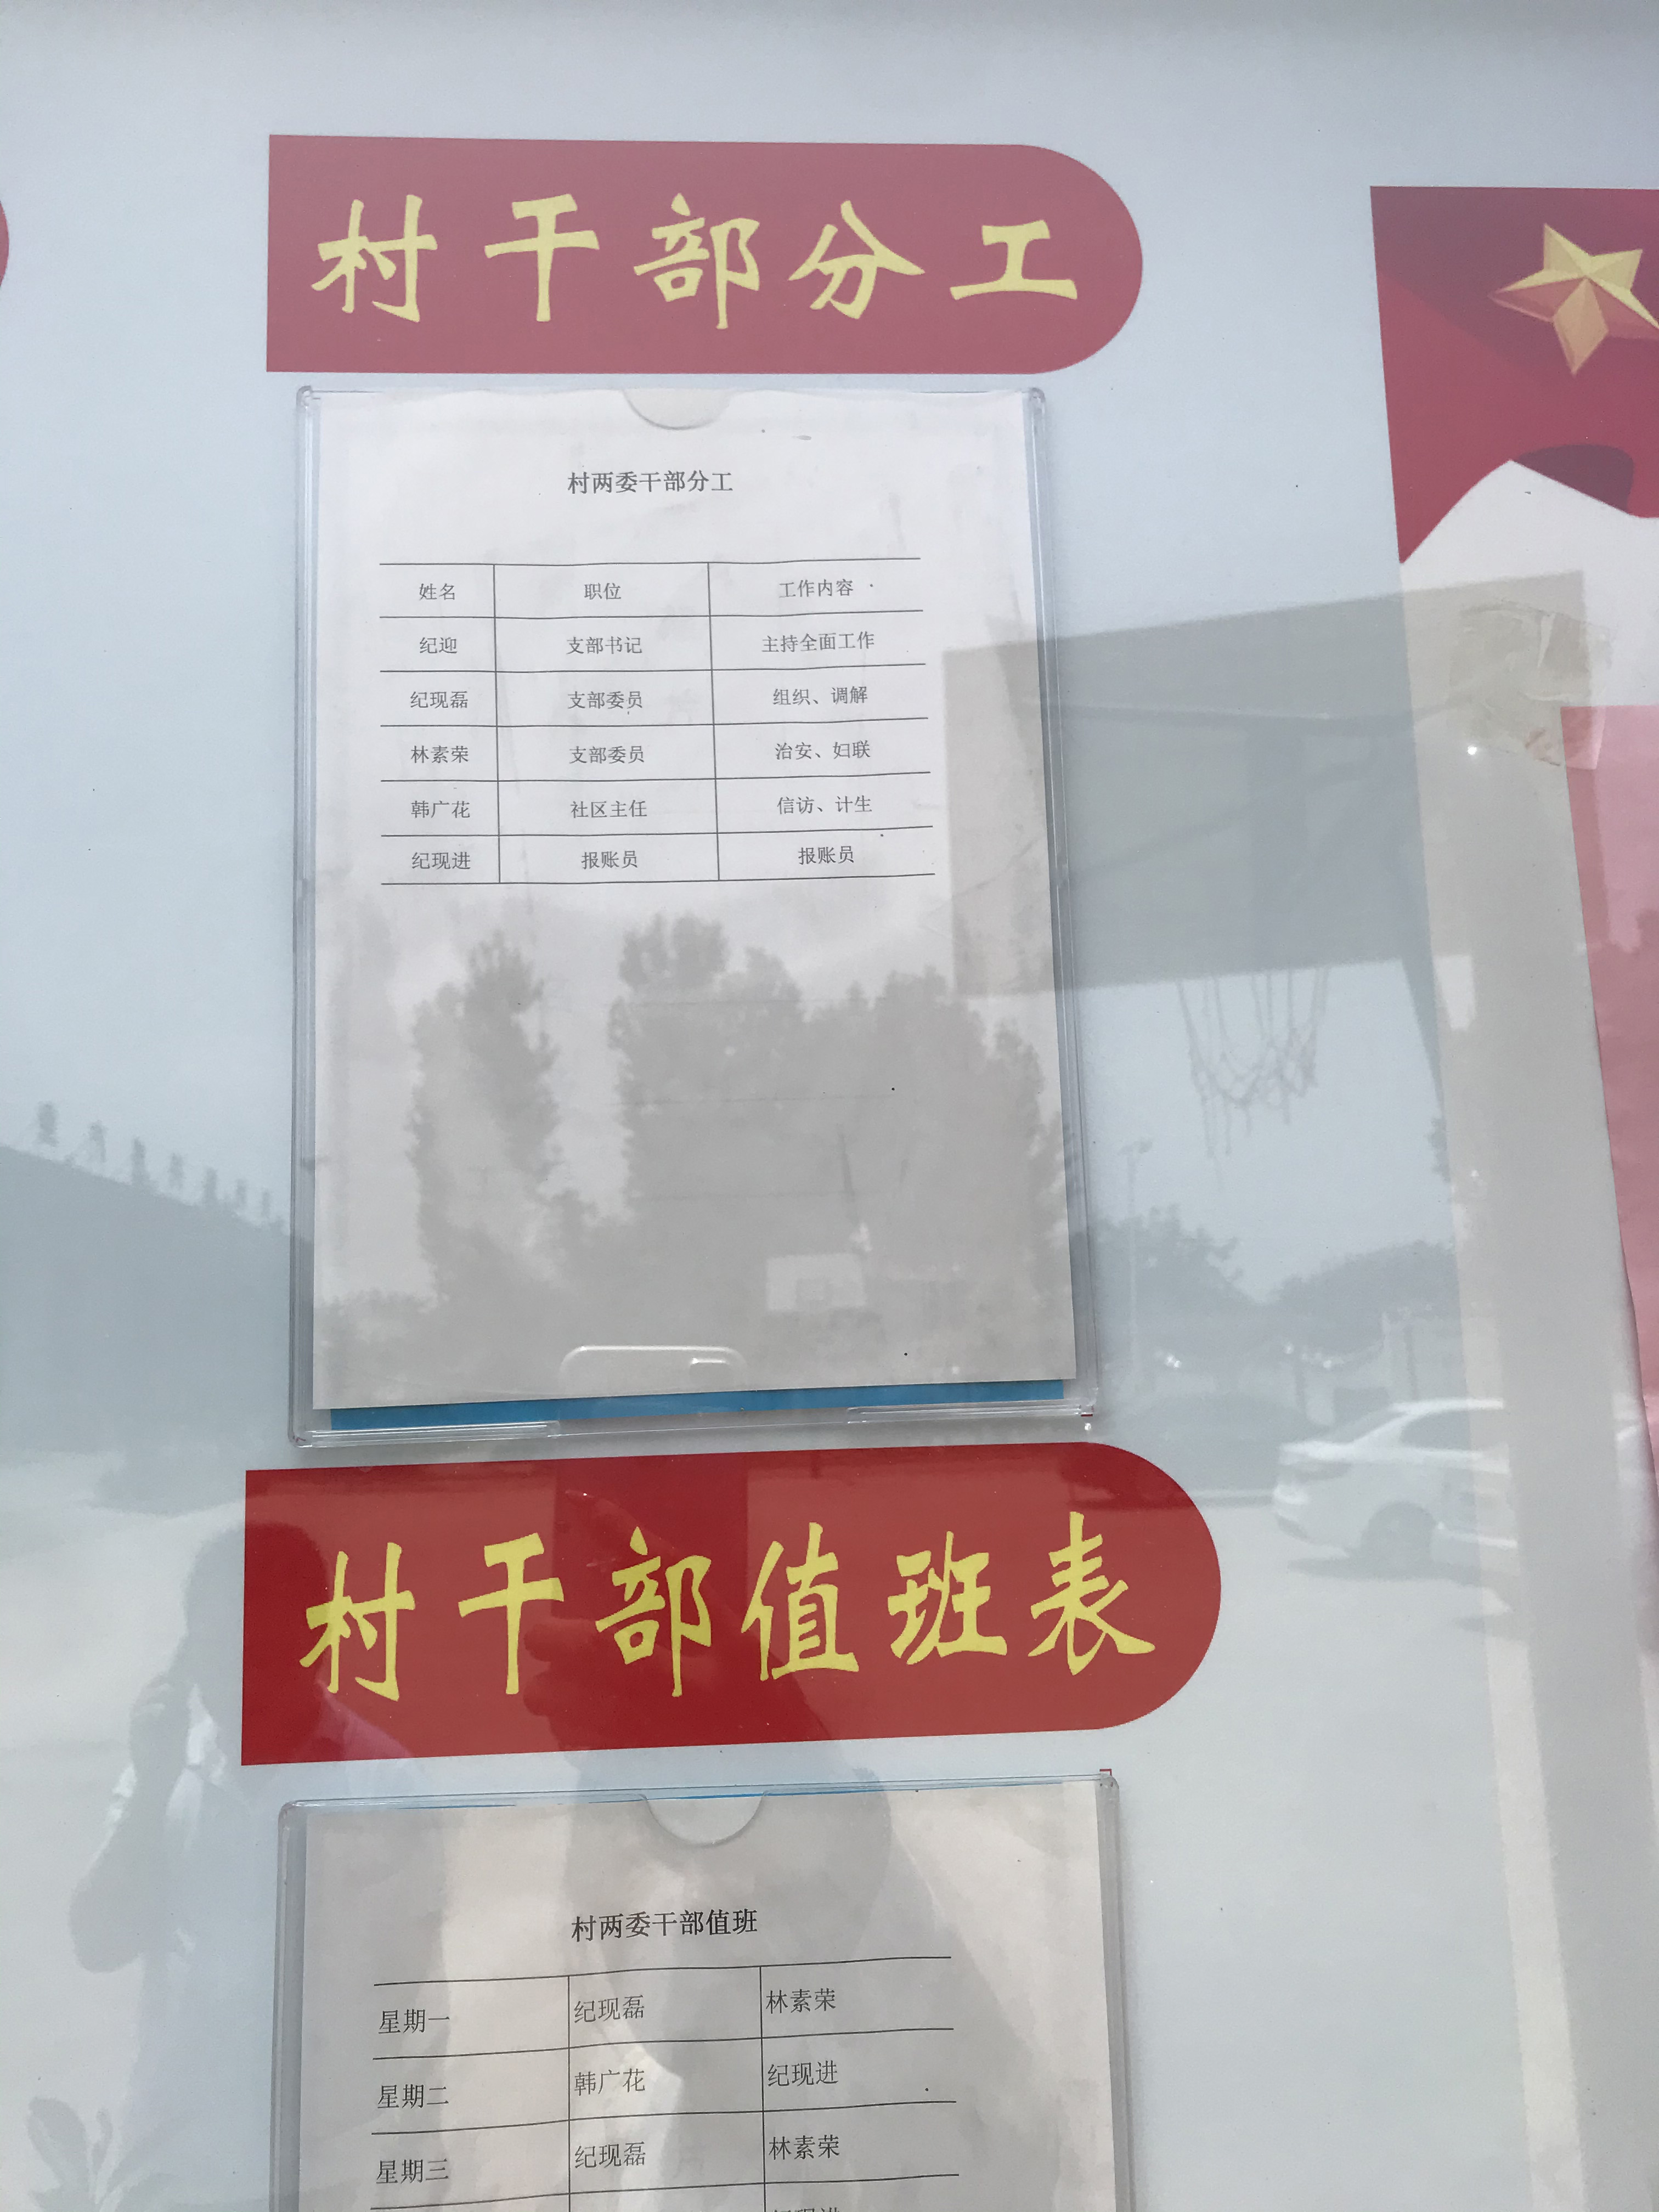 村干部分工
村两委干部分工
姓名 职位 工作内容
纪迎 支部书记 主持全面工作
纪现磊 支部委员 组织、调解
林素荣 支部委员 治安、妇联
韩广花 社区主任 信访、计生
纪现进 报账员 报账员
村干部值班表
村两委干部值班
星期一 纪现磊 林素荣
星期二 韩广花 纪现进
星期三 纪现磊 林素荣